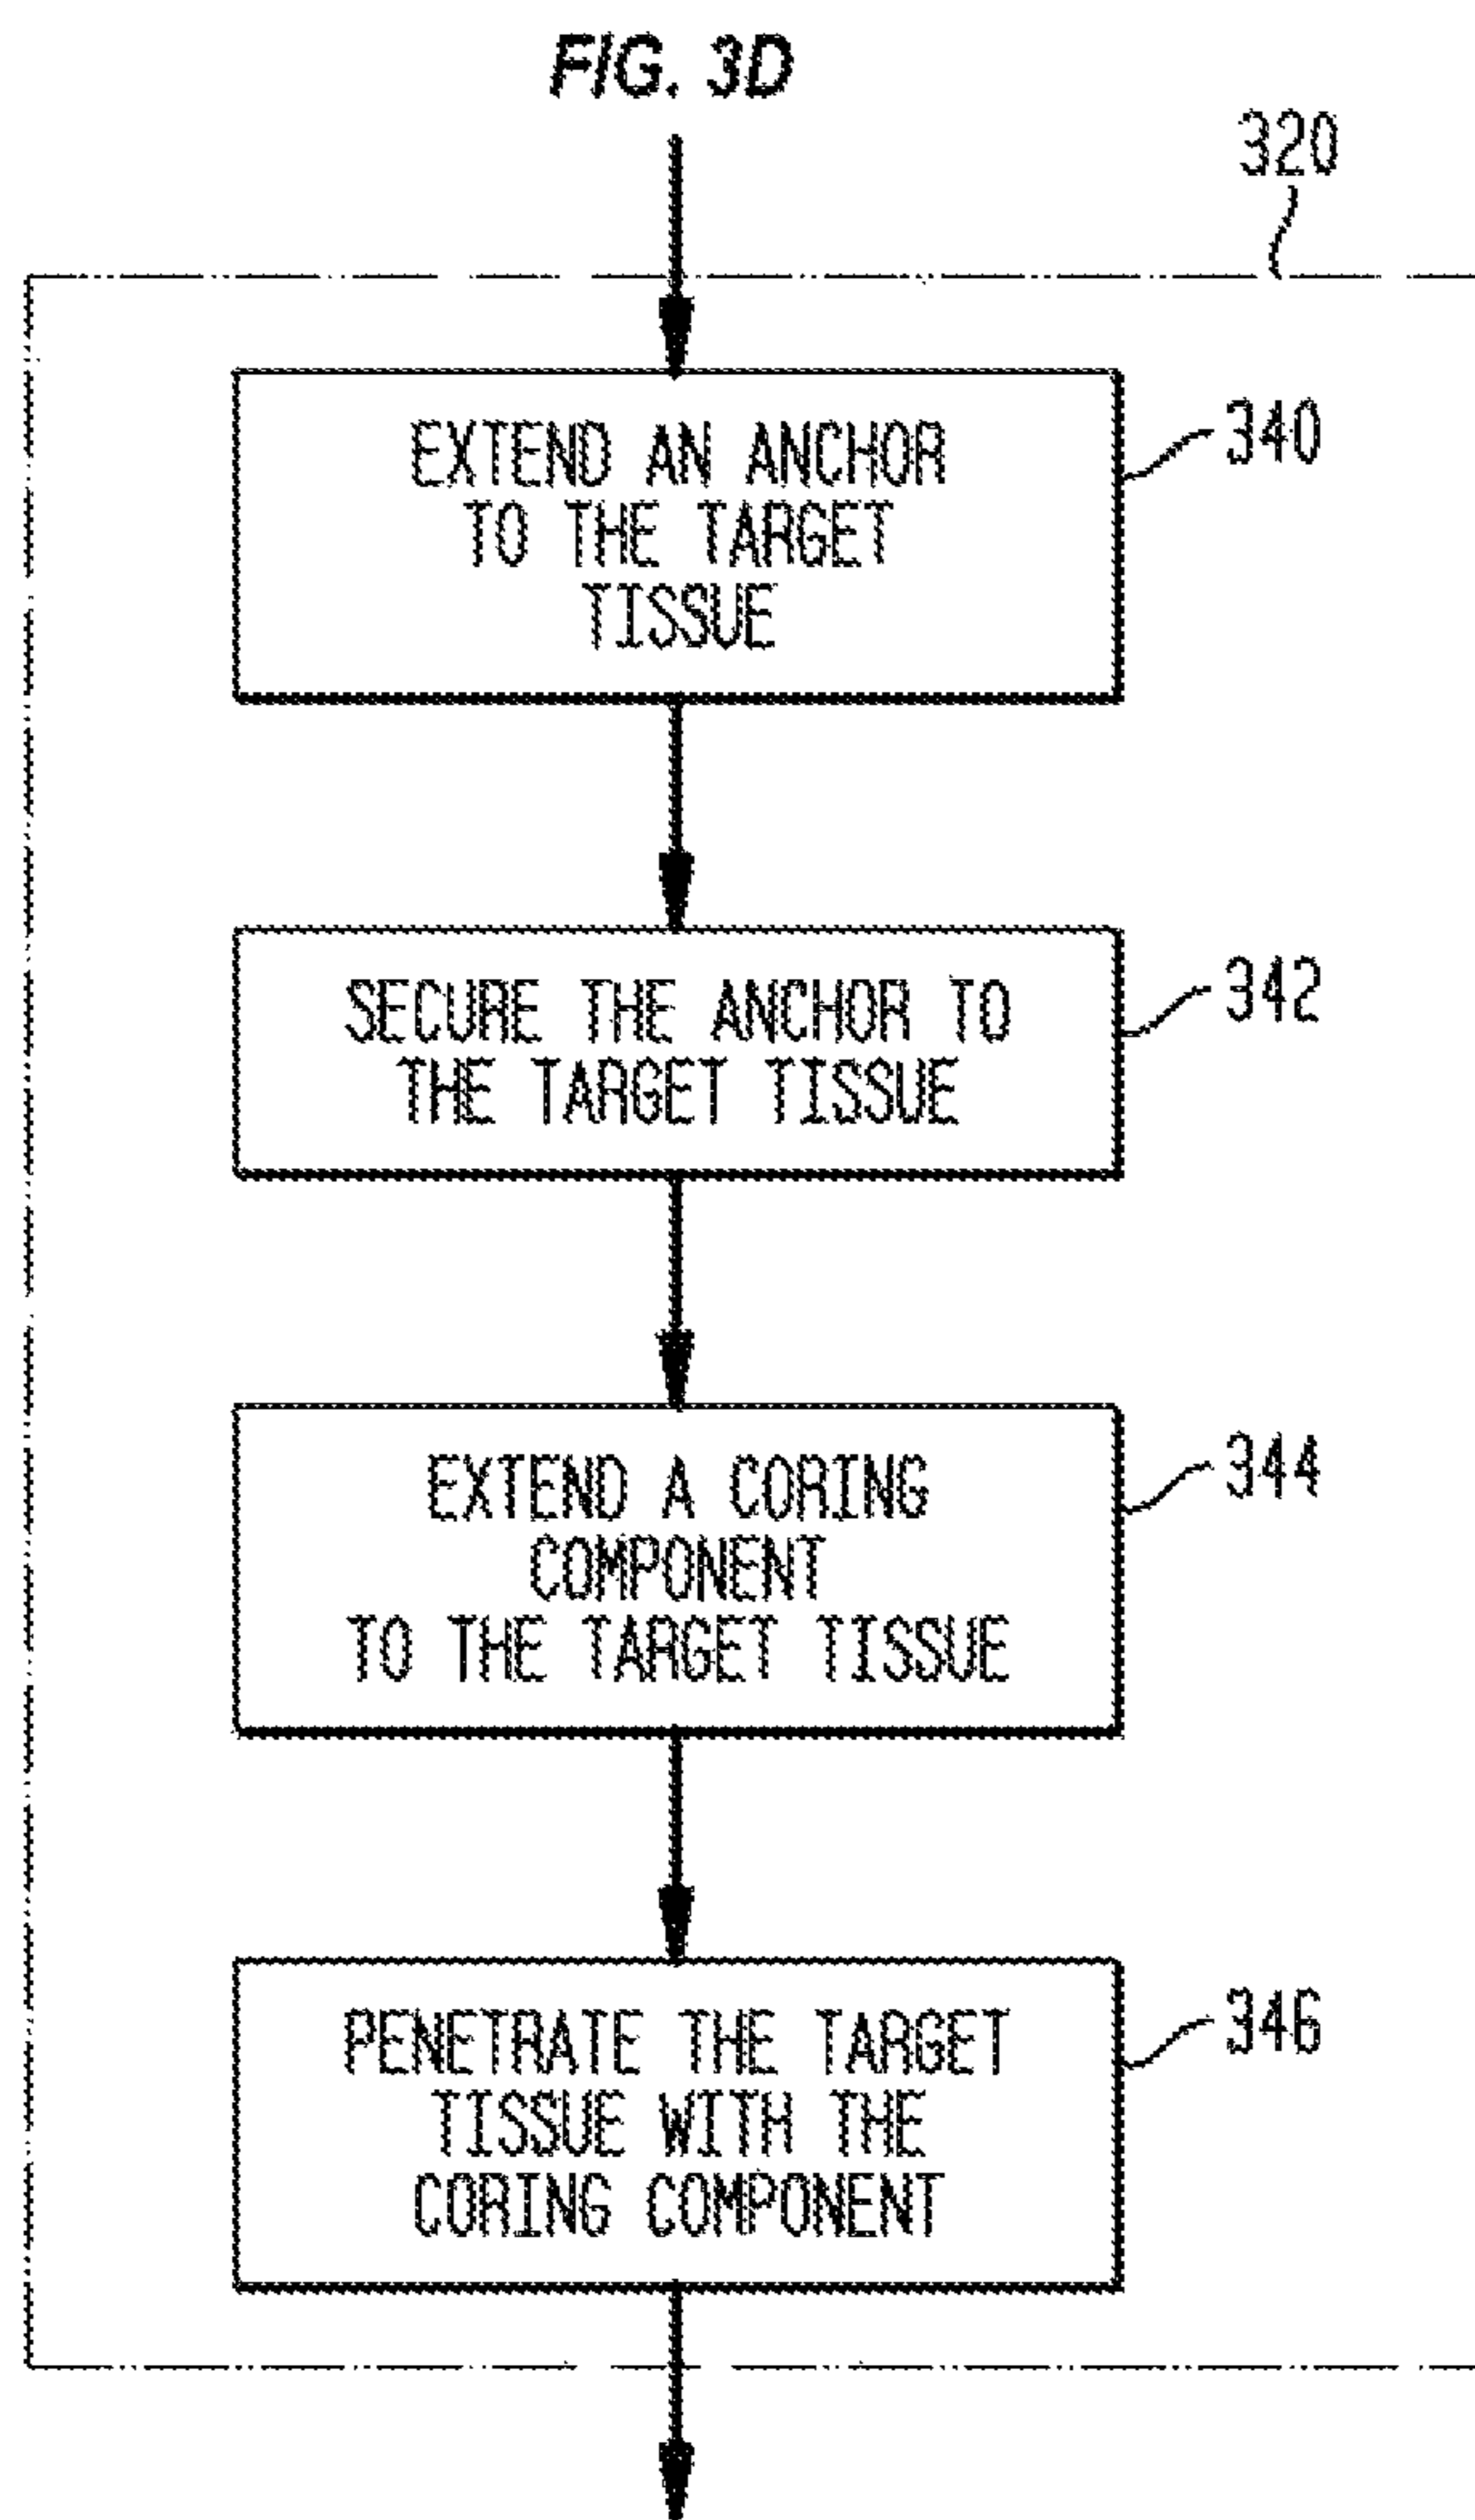 FIG. 3D
320
EXTEND AN ANCHOR
TO THE TARGET
TISSUE
340
SECURE THE ANCHOR TO
THE TARGET TISSUE
342
EXTEND A CORING
COMPONENT
TO THE TARGET TISSUE
344
PENETRATE THE TARGET
TISSUE WITH THE
CORING COMPONENT
346